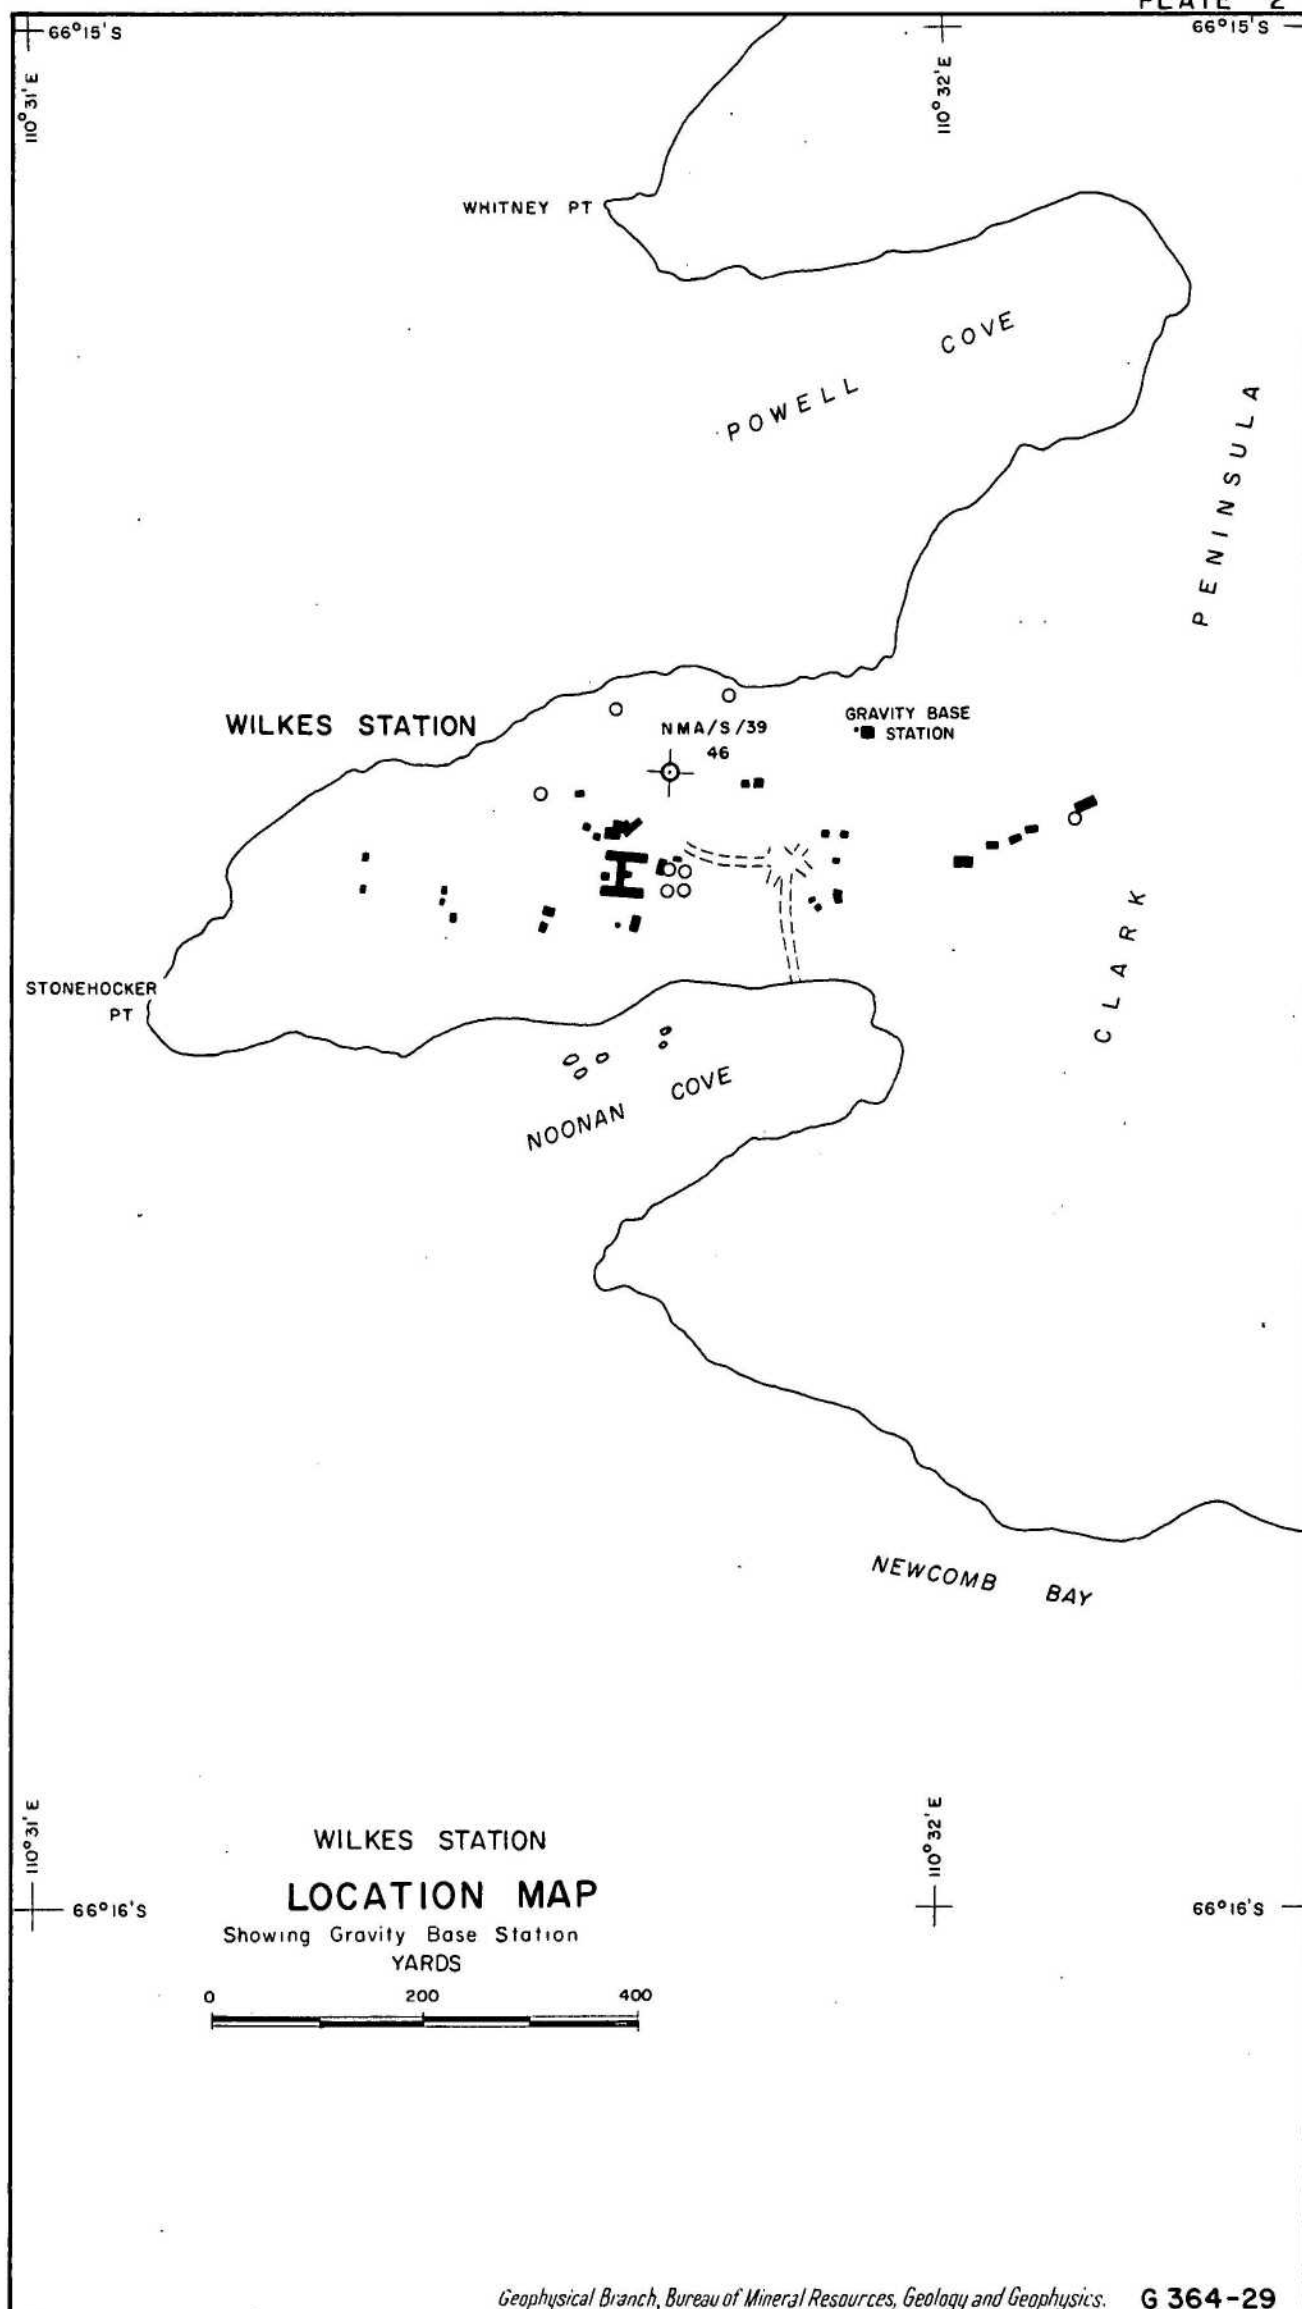 PLATE 2
66°15'S
66°15'S
110°31'E
110°32'E
WHITNEY PT
POWELL COVE
PENINSULA
WILKES STATION
NMA/S/39
46
GRAVITY BASE
STATION
CLARK
STONEHOCKER
PT
NOONAN COVE
NEWCOMB BAY
110°31'E
110°32'E
66°16'S
66°16'S
WILKES STATION
LOCATION MAP
Showing Gravity Base Station
YARDS
0 200 400
Geophysical Branch, Bureau of Mineral Resources, Geology and Geophysics. G 364-29